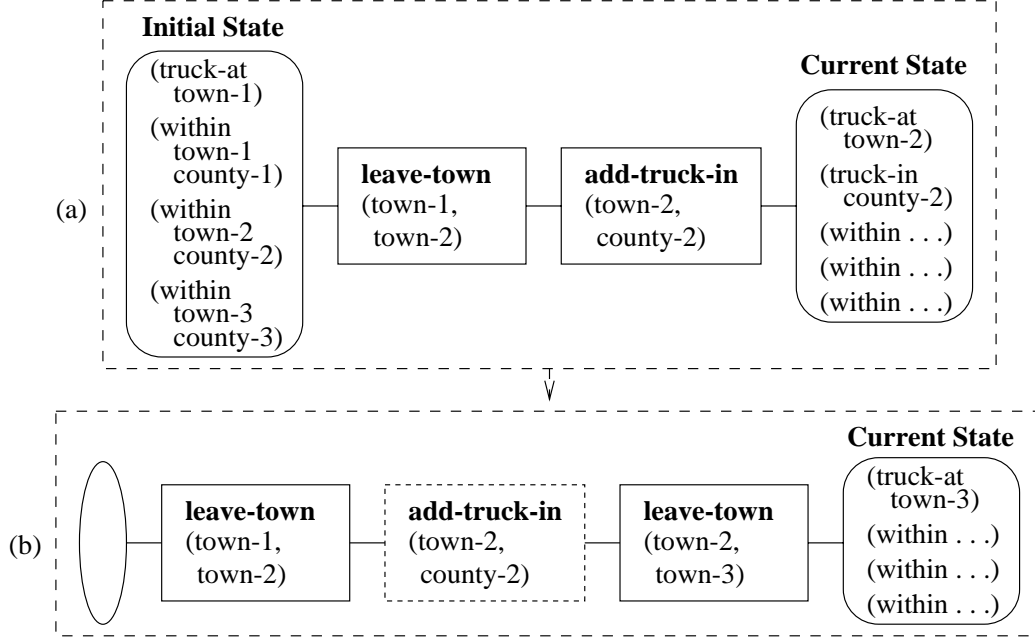 Initial State
(truck-at
town-1)
(within
town-1
county-1)
(within
town-2
county-2)
(within
town-3
county-3)
(a)
leave-town
(town-1,
town-2)
add-truck-in
(town-2,
county-2)
Current State
(truck-at
town-2)
(truck-in
county-2)
(within . . .)
(within . . .)
(within . . .)
(b)
leave-town
(town-1,
town-2)
add-truck-in
(town-2,
county-2)
leave-town
(town-2,
town-3)
Current State
(truck-at
town-3)
(within . . .)
(within . . .)
(within . . .)